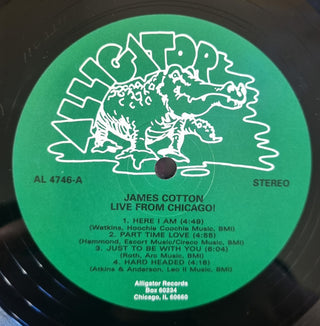 ALLIGATOR
AL 4746-A
STEREO
JAMES COTTON
LIVE FROM CHICAGO!
1. HERE I AM (4:49)
(Watkins, Hoochie Coochie Music, BMI)
2. PART TIME LOVE (4:55)
(Hammond, Escort Music/Cireco Music, BMI)
3. JUST TO BE WITH YOU (6:04)
(Rotti, Arc Music, BMI)
4. HARD HEADED (4:16)
(Atkins & Anderson, Leo II Music, BMI)
Alligator Records
Box 60234
Chicago, IL 60660